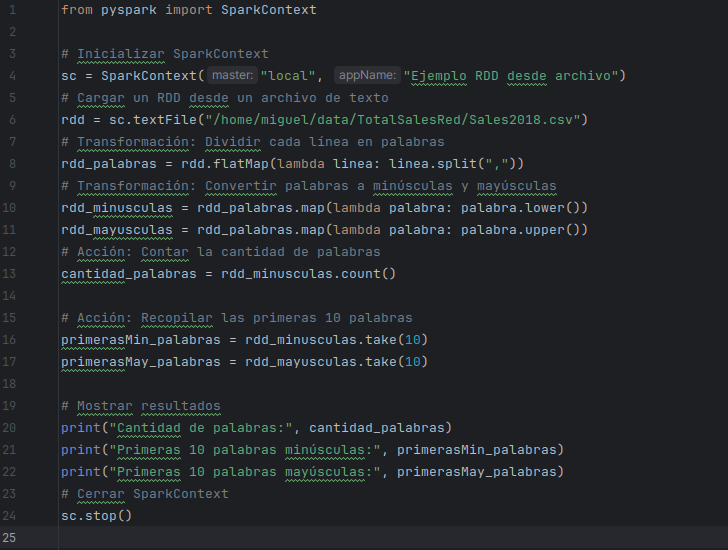 1 from pyspark import SparkContext
2
3 # Inicializar SparkContext
4 sc = SparkContext( master: "local", appName: "Ejemplo RDD desde archivo")
5 # Cargar un RDD desde un archivo de texto
6 rdd = sc.textFile("/home/miguel/data/TotalSalesRed/Sales2018.csv")
7 # Transformación: Dividir cada línea en palabras
8 rdd_palabras = rdd.flatMap(lambda linea: linea.split(","))
9 # Transformación: Convertir palabras a minúsculas y mayúsculas
10 rdd_minusculas = rdd_palabras.map(lambda palabra: palabra.lower())
11 rdd_mayusculas = rdd_palabras.map(lambda palabra: palabra.upper())
12 # Acción: Contar la cantidad de palabras
13 cantidad_palabras = rdd_minusculas.count()
14
15 # Acción: Recopilar las primeras 10 palabras
16 primerasMin_palabras = rdd_minusculas.take(10)
17 primerasMay_palabras = rdd_mayusculas.take(10)
18
19 # Mostrar resultados
20 print("Cantidad de palabras:", cantidad_palabras)
21 print("Primeras 10 palabras minúsculas:", primerasMin_palabras)
22 print("Primeras 10 palabras mayúsculas:", primerasMay_palabras)
23 # Cerrar SparkContext
24 sc.stop()
25